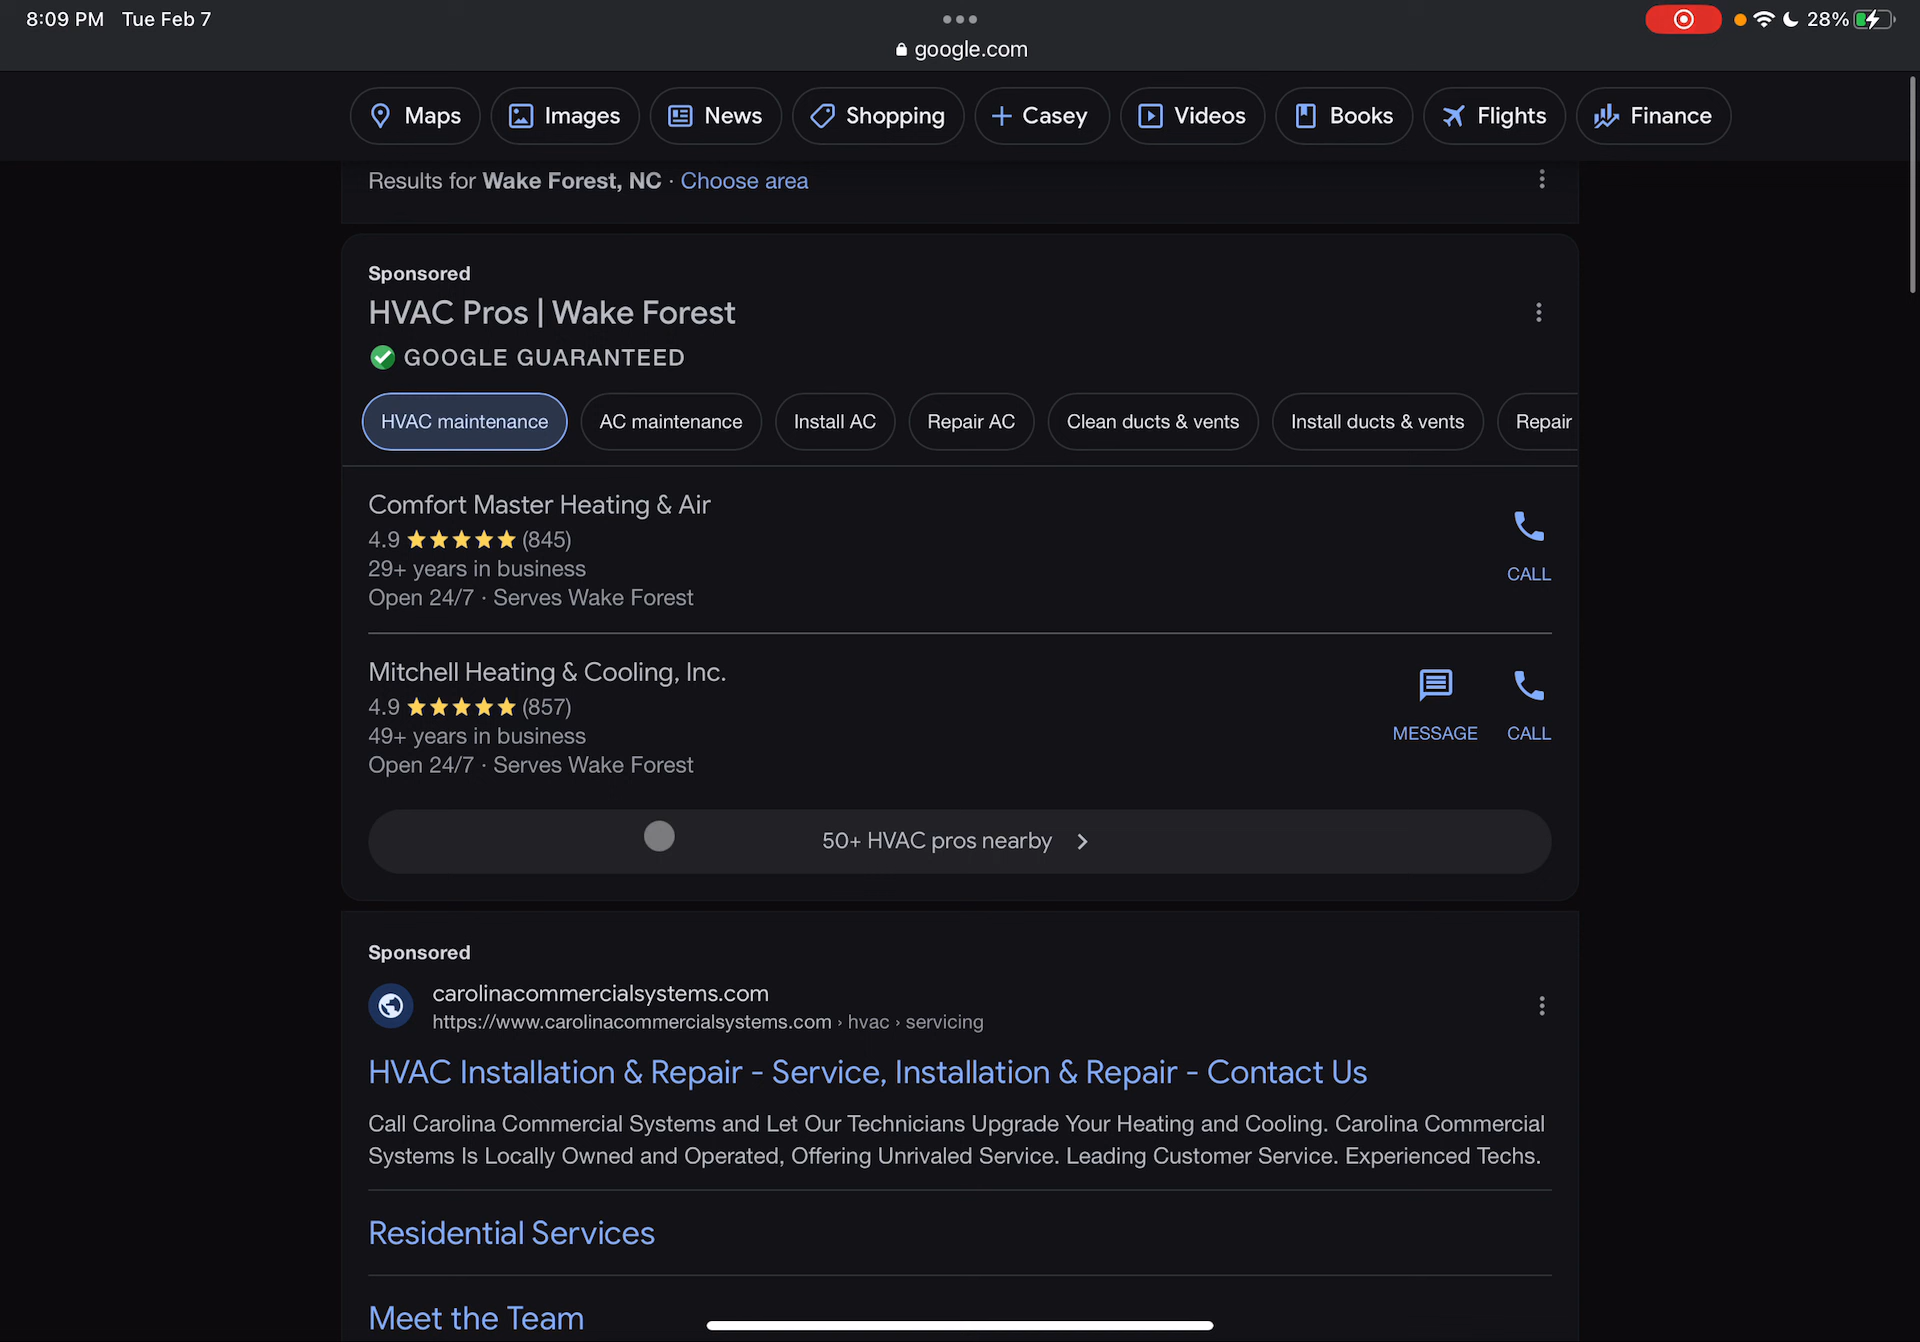 8:09 PM Tue Feb 7
28%
google.com
Maps
Images
News
Shopping
Casey
Videos
Books
Flights
Finance
Results for Wake Forest, NC · Choose area
Sponsored
HVAC Pros | Wake Forest
GOOGLE GUARANTEED
HVAC maintenance
AC maintenance
Install AC
Repair AC
Clean ducts & vents
Install ducts & vents
Repair
Comfort Master Heating & Air
4.9 (845)
29+ years in business
Open 24/7 · Serves Wake Forest
CALL
Mitchell Heating & Cooling, Inc.
4.9 (857)
49+ years in business
Open 24/7 · Serves Wake Forest
MESSAGE
CALL
50+ HVAC pros nearby
Sponsored
carolinacommercialsystems.com
https://www.carolinacommercialsystems.com › hvac › servicing
HVAC Installation & Repair - Service, Installation & Repair - Contact Us
Call Carolina Commercial Systems and Let Our Technicians Upgrade Your Heating and Cooling. Carolina Commercial
Systems Is Locally Owned and Operated, Offering Unrivaled Service. Leading Customer Service. Experienced Techs.
Residential Services
Meet the Team